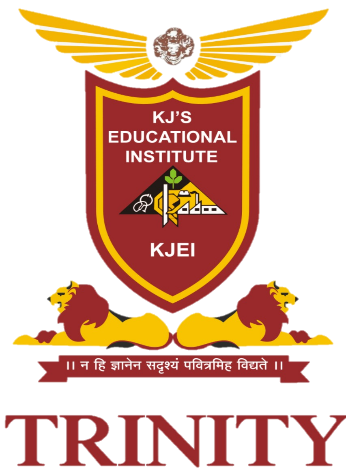 KJ'S
EDUCATIONAL
INSTITUTE
KJEI
।। न हि ज्ञानेन सदृश्यं पवित्रमिह विद्यते ।।
TRINITY